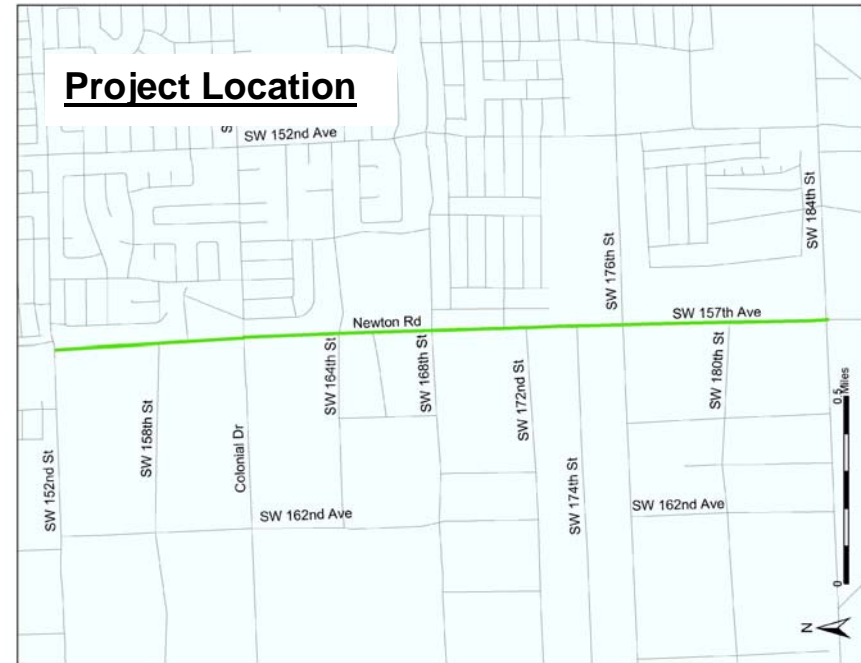 Project Location
S
SW 152nd Ave
SW 184th St
SW 176th St
Newton Rd
SW 157th Ave
SW 164th St
SW 168th St
SW 172nd St
SW 180th St
0.5
Miles
SW 158th St
Colonial Dr
SW 152nd St
SW 174th St
SW 162nd Ave
SW 162nd Ave
0
N